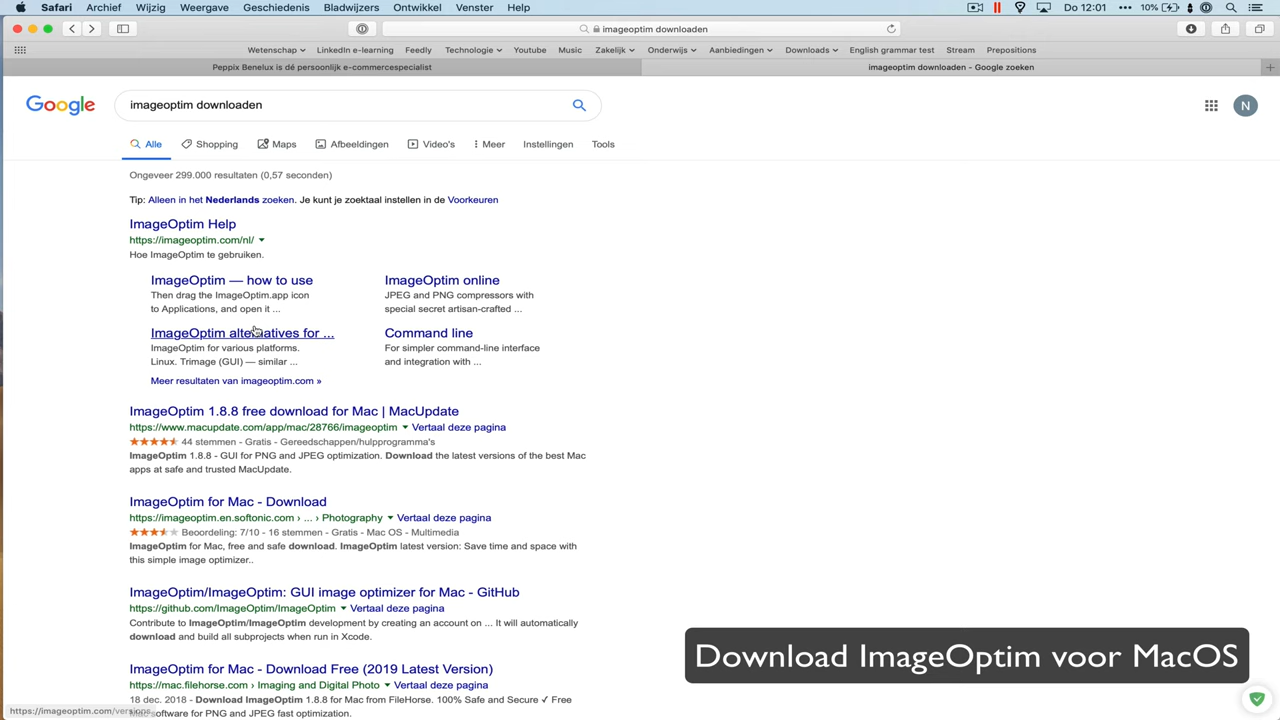 Safari Archief Wijzig Weergave Geschiedenis Bladwijzers Ontwikkel Venster Help Do 12:01 10%
imageoptim downloaden
Wetenschap LinkedIn e-learning Feedly Technologie Youtube Music Zakelijk Onderwijs Aanbiedingen Downloads English grammar test Stream Prepositions
Peppix Benelux is dé persoonlijk e-commercespecialist imageoptim downloaden - Google zoeken
Google imageoptim downloaden N
Alle Shopping Maps Afbeeldingen Video's Meer Instellingen Tools
Ongeveer 299.000 resultaten (0,57 seconden)
Tip: Alleen in het Nederlands zoeken. Je kunt je zoektaal instellen in de Voorkeuren
ImageOptim Help
https://imageoptim.com/nl/
Hoe ImageOptim te gebruiken.
ImageOptim — how to use
Then drag the ImageOptim.app icon
to Applications, and open it ...
ImageOptim online
JPEG and PNG compressors with
special secret artisan-crafted ...
ImageOptim alternatives for ...
ImageOptim for various platforms.
Linux. Trimage (GUI) — similar ...
Command line
For simpler command-line interface
and integration with ...
Meer resultaten van imageoptim.com »
ImageOptim 1.8.8 free download for Mac | MacUpdate
https://www.macupdate.com/app/mac/28766/imageoptim Vertaal deze pagina
44 stemmen - Gratis - Gereedschappen/hulpprogramma's
ImageOptim 1.8.8 - GUI for PNG and JPEG optimization. Download the latest versions of the best Mac
apps at safe and trusted MacUpdate.
ImageOptim for Mac - Download
https://imageoptim.en.softonic.com › ... › Photography Vertaal deze pagina
Beoordeling: 7/10 - 16 stemmen - Gratis - Mac OS - Multimedia
ImageOptim for Mac, free and safe download. ImageOptim latest version: Save time and space with
this simple image optimizer..
ImageOptim/ImageOptim: GUI image optimizer for Mac - GitHub
https://github.com/ImageOptim/ImageOptim Vertaal deze pagina
Contribute to ImageOptim/ImageOptim development by creating an account on ... It will automatically
download and build all subprojects when run in Xcode.
ImageOptim for Mac - Download Free (2019 Latest Version)
https://mac.filehorse.com › Imaging and Digital Photo Vertaal deze pagina
18 dec. 2018 - Download ImageOptim 1.8.8 for Mac from FileHorse. 100% Safe and Secure ✓ Free
software for PNG and JPEG fast optimization.
https://imageoptim.com/versions
Download ImageOptim voor MacOS